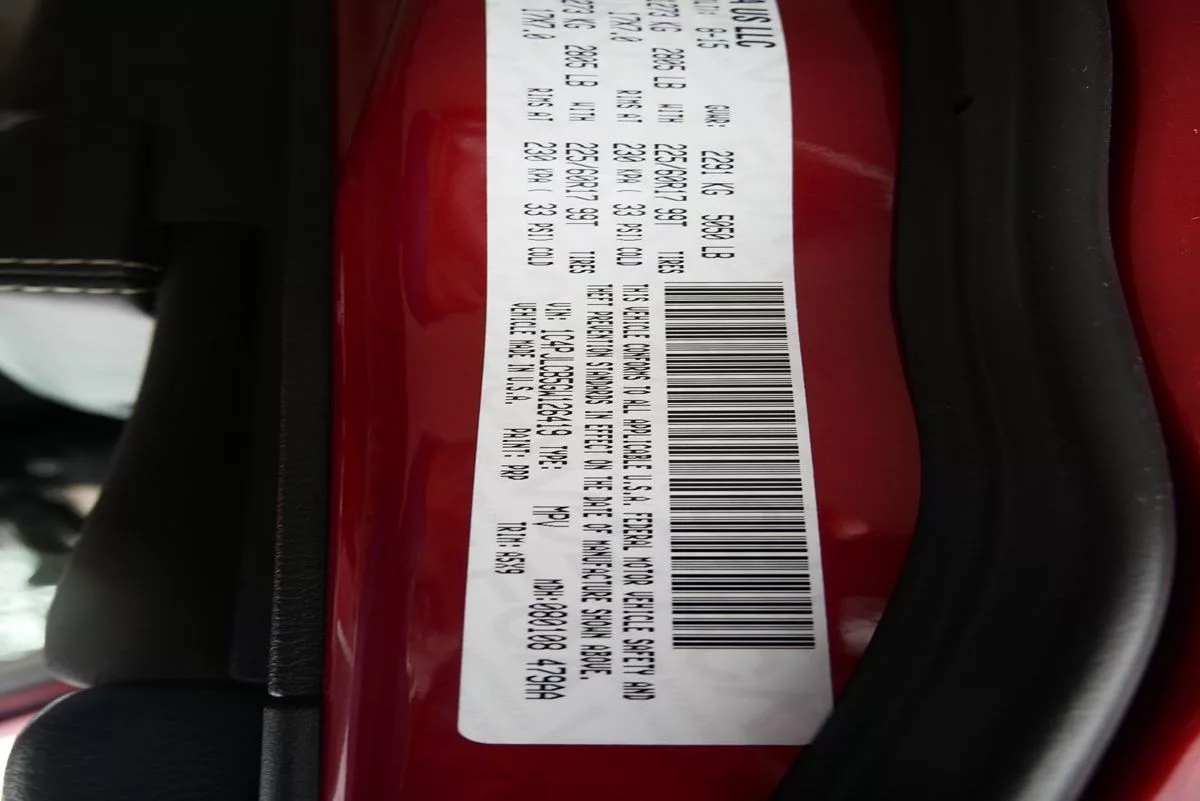 US LLC
8-15 GVWR: 2291 KG 5050 LB
273 KG 2805 LB WITH 225/60R17 99T TIRES
17X7.0 RIMS AT 230 KPA ( 33 PSI) COLD
273 KG 2805 LB WITH 225/60R17 99T TIRES
17X7.0 RIMS AT 230 KPA ( 33 PSI) COLD
THIS VEHICLE CONFORMS TO ALL APPLICABLE U.S.A. FEDERAL MOTOR VEHICLE SAFETY AND
THEFT PREVENTION STANDARDS IN EFFECT ON THE DATE OF MANUFACTURE SHOWN ABOVE.
VIN: 1C4PJLCB5GW126419 TYPE: MPV MDH:080108 479AA
VEHICLE MADE IN U.S.A. PAINT: PRP TRIM: A5X9